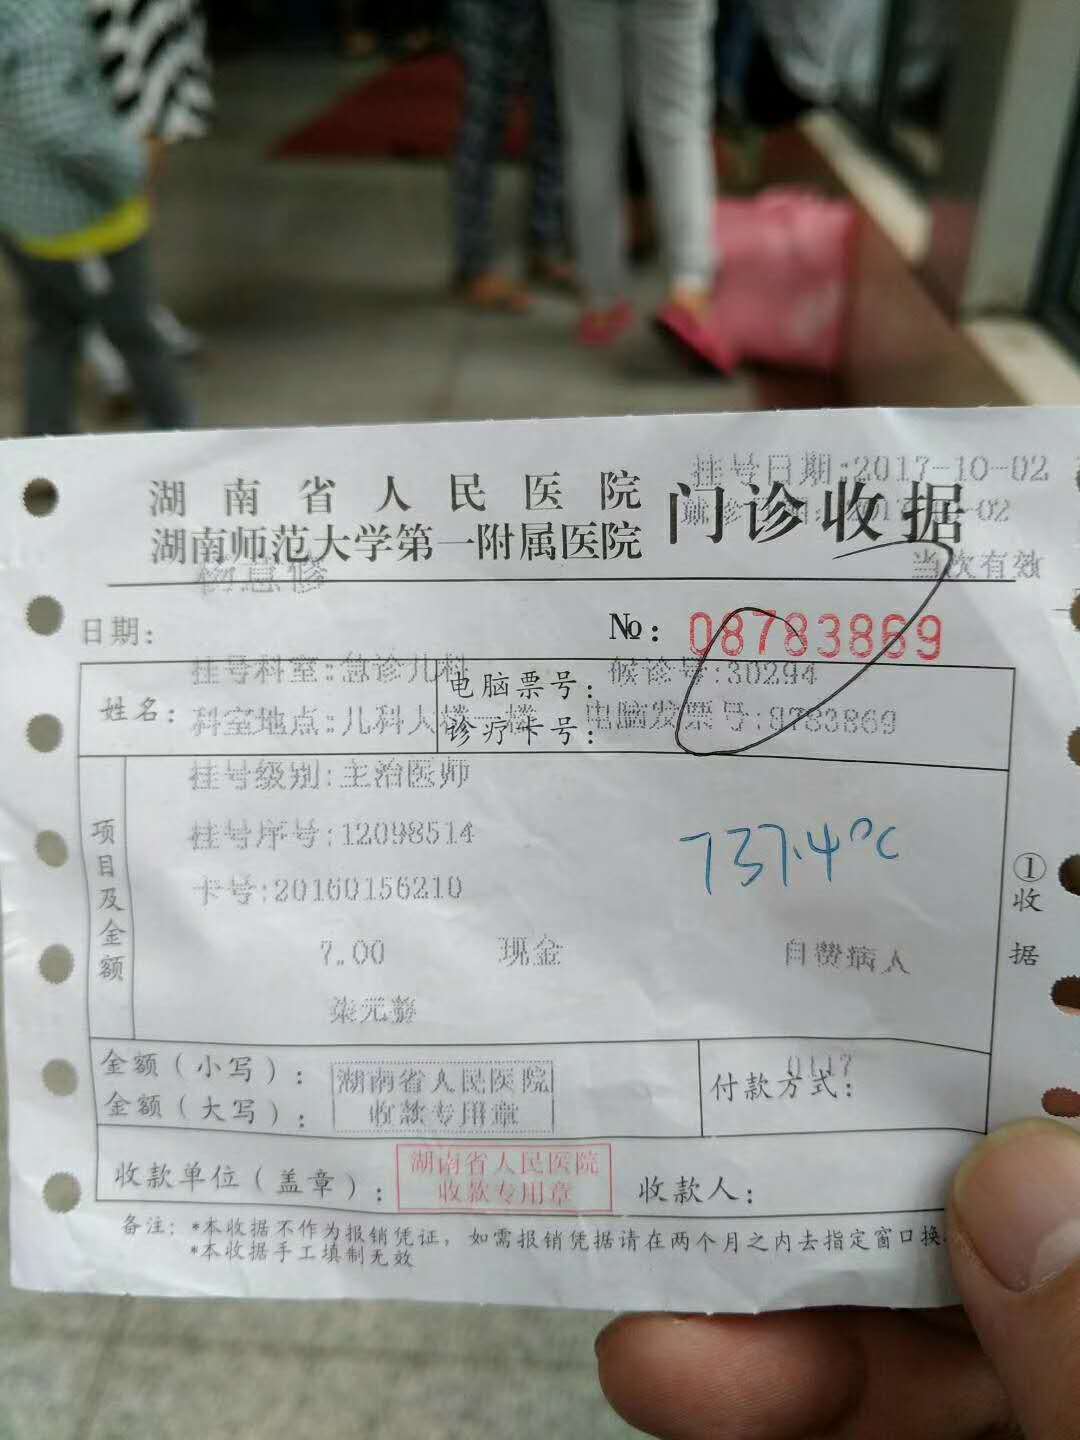 湖南省人民医院
湖南师范大学第一附属医院
门诊收据
挂号日期:2017-10-02
就诊日期:2017-10-02
当次有效
日期:
№: 08783869
挂号科室:急诊儿科
候诊号:30294
姓名:
电脑票号:
科室地点:儿科大楼一楼
电脑发票号:8783869
诊疗卡号:
挂号级别:主治医师
项目及金额
挂号序号:12098514
T37.4℃
卡号:20160156210
7.00 现金 自费病人
①收据
金额(小写):
金额(大写):
湖南省人民医院
收款专用章
0117
付款方式:
收款单位(盖章):
湖南省人民医院
收款专用章
收款人:
备注:*本收据不作为报销凭证,如需报销凭据请在两个月之内去指定窗口换
*本收据手工填制无效